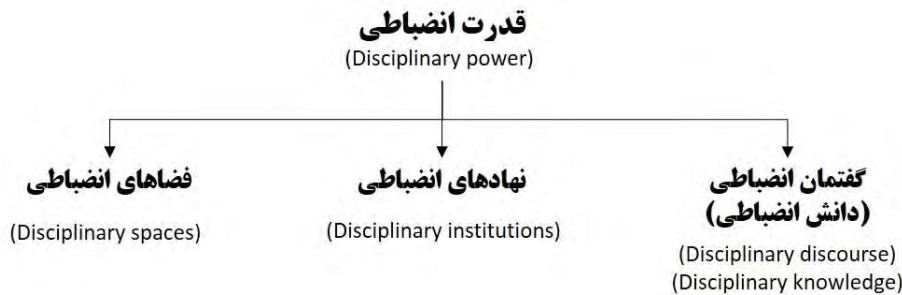 قدرت انضباطی
(Disciplinary power)
گفتمان انضباطی
(دانش انضباطی)
(Disciplinary discourse)
(Disciplinary knowledge)
نهادهای انضباطی
(Disciplinary institutions)
فضاهای انضباطی
(Disciplinary spaces)